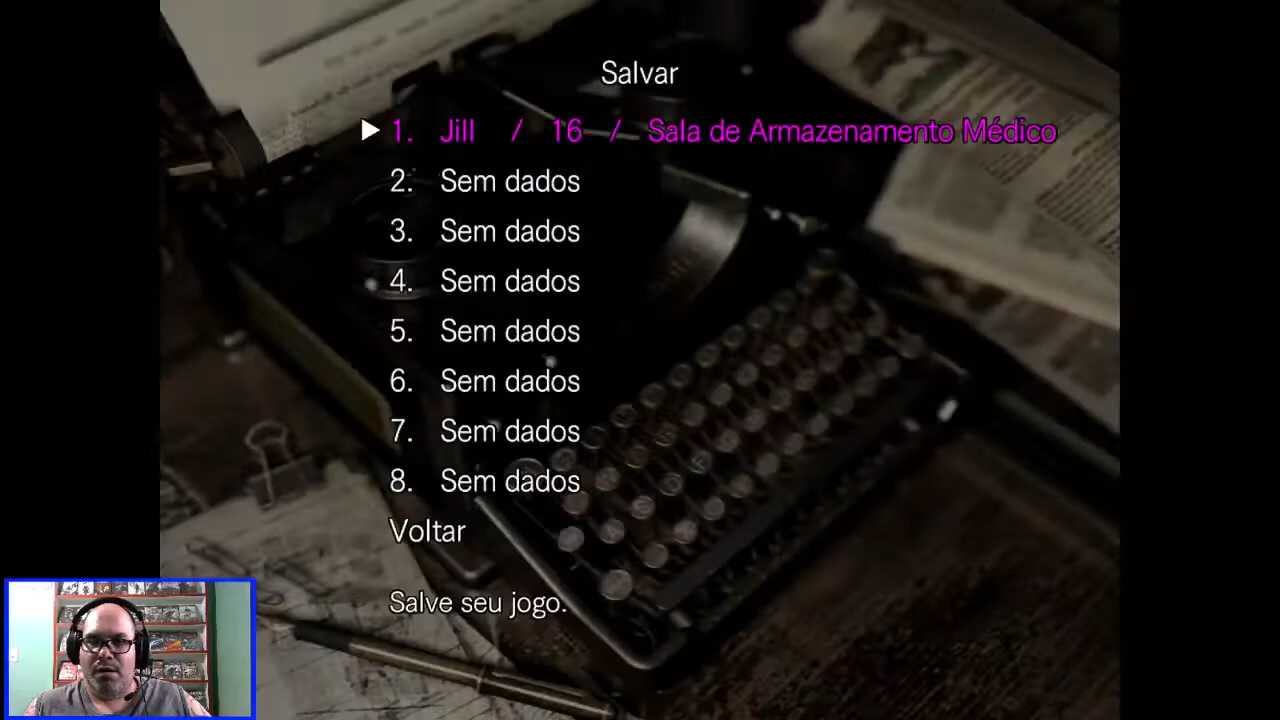 Salvar
1. Jill / 16 / Sala de Armazenamento Médico
2. Sem dados
3. Sem dados
4. Sem dados
5. Sem dados
6. Sem dados
7. Sem dados
8. Sem dados
Voltar
Salve seu jogo.